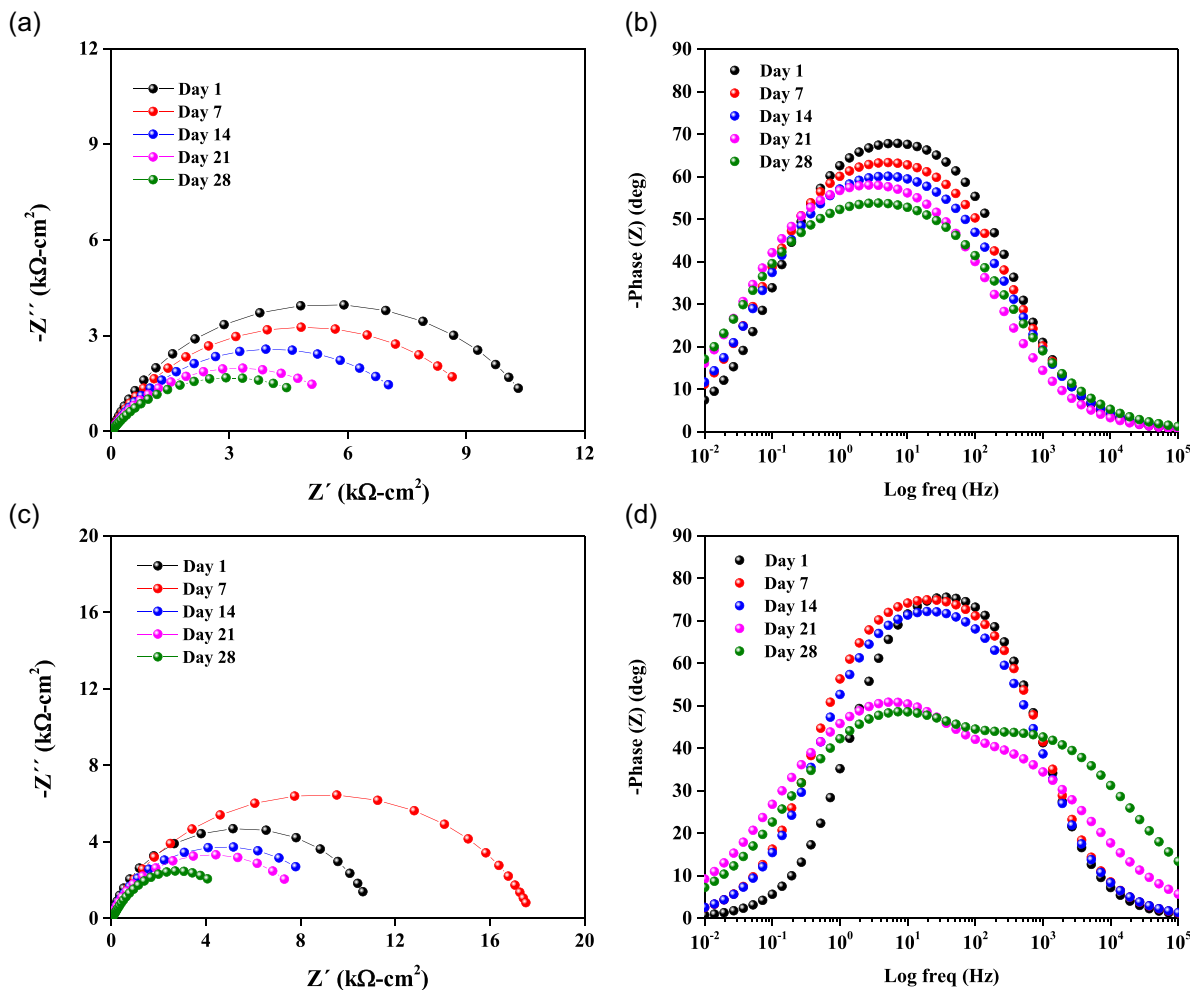 (a)
12
9
6
3
0
-Z´´ (kΩ-cm²)
Day 1
Day 7
Day 14
Day 21
Day 28
0 3 6 9 12
Z´ (kΩ-cm²)
(b)
90
80
70
60
50
40
30
20
10
0
-Phase (Z) (deg)
Day 1
Day 7
Day 14
Day 21
Day 28
10⁻² 10⁻¹ 10⁰ 10¹ 10² 10³ 10⁴ 10⁵
Log freq (Hz)
(c)
20
16
12
8
4
0
-Z´´ (kΩ-cm²)
Day 1
Day 7
Day 14
Day 21
Day 28
0 4 8 12 16 20
Z´ (kΩ-cm²)
(d)
90
80
70
60
50
40
30
20
10
0
-Phase (Z) (deg)
Day 1
Day 7
Day 14
Day 21
Day 28
10⁻² 10⁻¹ 10⁰ 10¹ 10² 10³ 10⁴ 10⁵
Log freq (Hz)